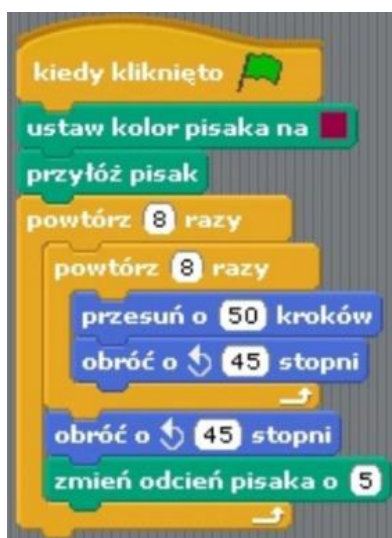 kiedy kliknięto
ustaw kolor pisaka na
przyłóż pisak
powtórz 8 razy
powtórz 8 razy
przesuń o 50 kroków
obróć o 45 stopni
obróć o 45 stopni
zmień odcień pisaka o 5